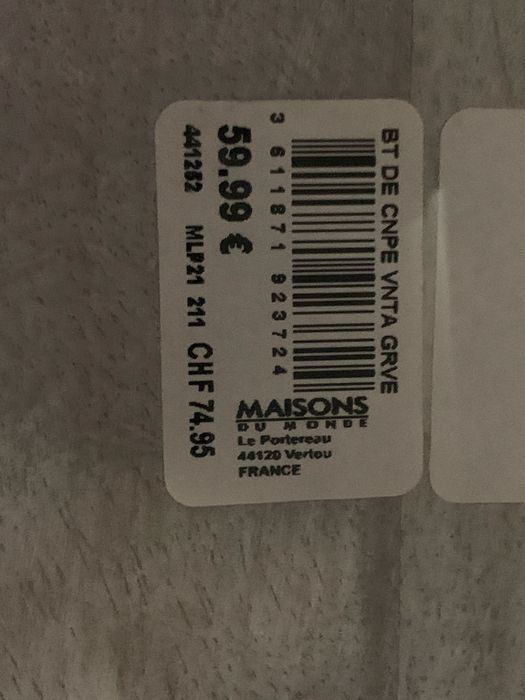 BT DE CNPE VNTA GRVE
3 611871 923724
59.99 €
441262 MLP21 211 CHF 74.95
MAISONS
DU MONDE
Le Portereau
44120 Vertou
FRANCE